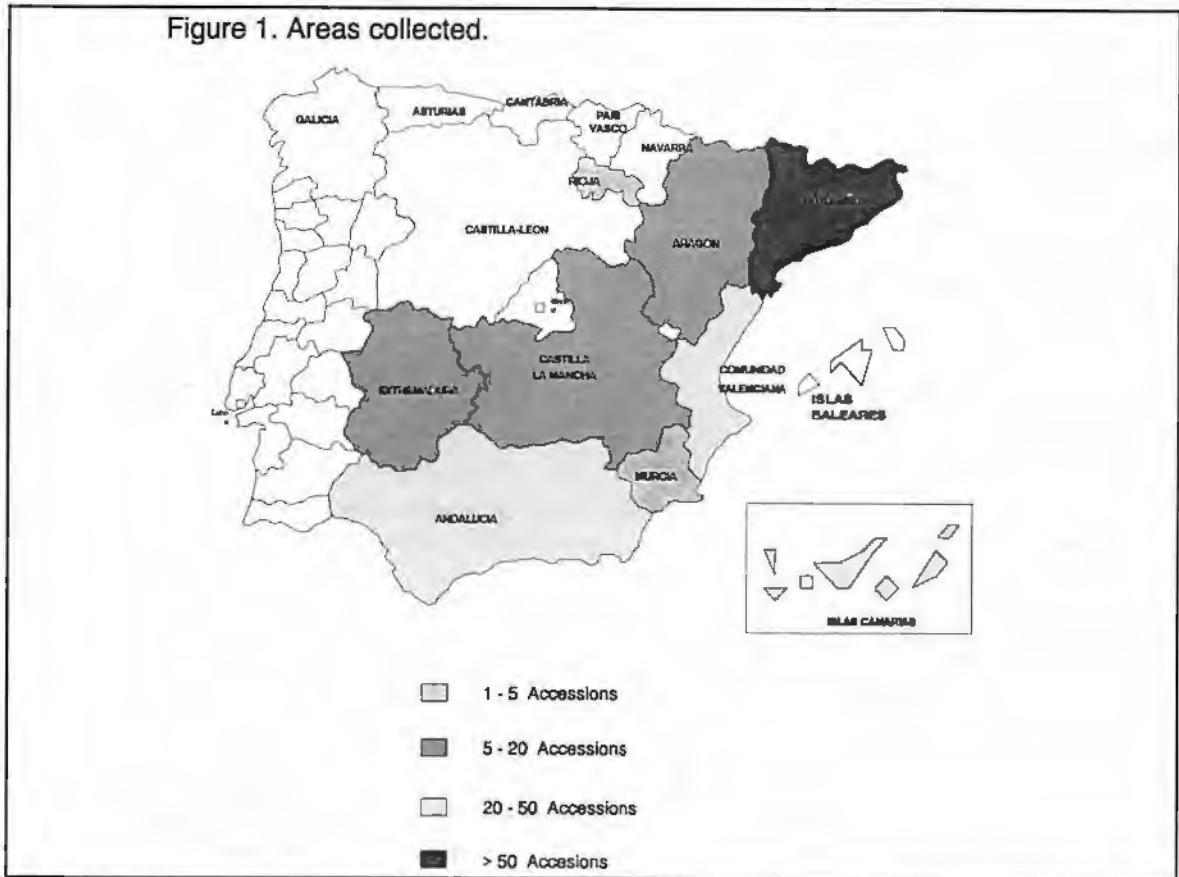 Figure 1. Areas collected.
GALICIA
ASTURIAS
CANTABRIA
PAIS
VASCO
NAVARRA
RIOJA
CASTILLA-LEON
ARAGON
CASTILLA
LA MANCHA
EXTREMADURA
COMUNIDAD
VALENCIANA
ISLAS
BALEARES
MURCIA
ANDALUCIA
ISLAS CANARIAS
1 - 5 Accessions
5 - 20 Accessions
20 - 50 Accessions
> 50 Accesions